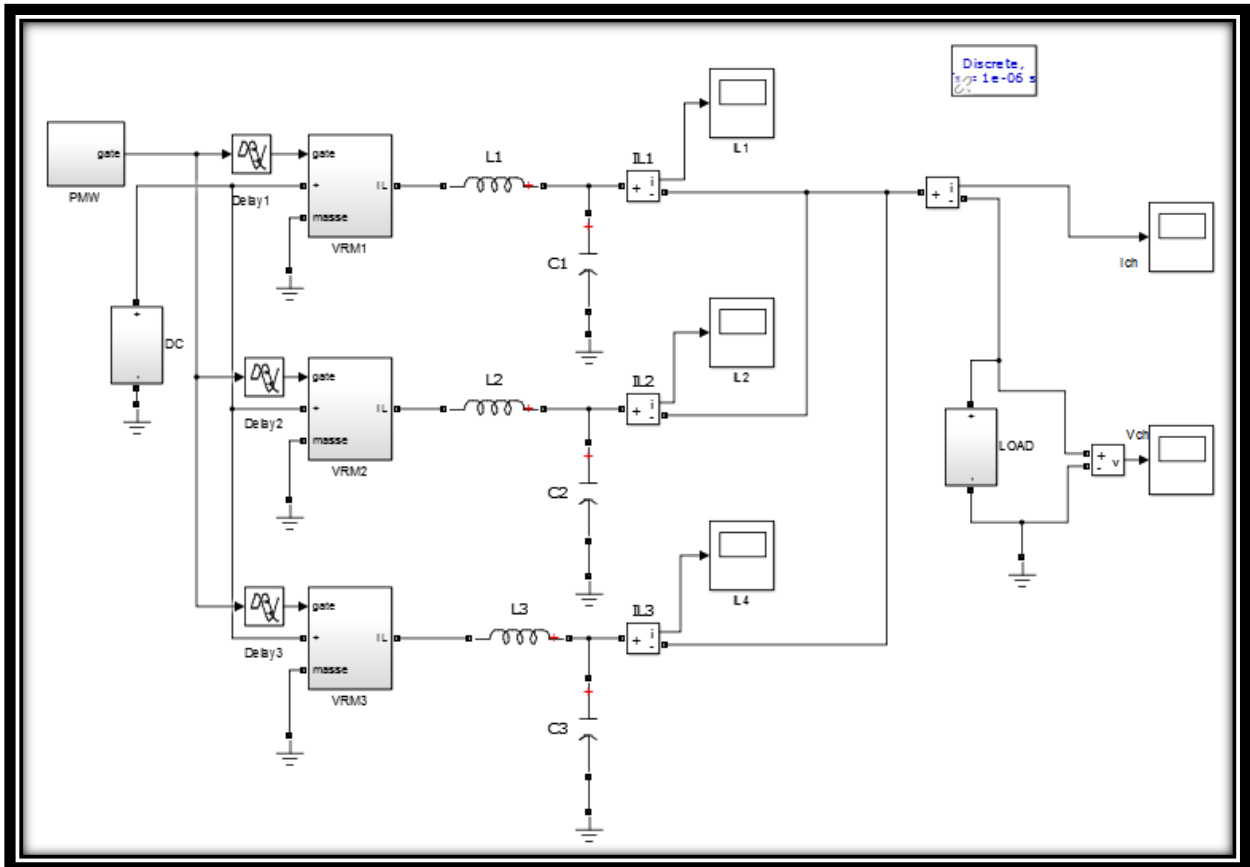 Discrete,
= 1e-06 s
gate
PMW
Delay1
gate
+
IL
masse
VRM1
L1
C1
IL1
+
i
-
IL1
+
i
-
Ich
+
-
DC
gate
+
IL
masse
VRM2
Delay2
L2
C2
IL2
+
i
-
IL2
+
-
LOAD
Vch
+
-
v
gate
+
IL
masse
VRM3
Delay3
L3
C3
IL3
+
i
-
IL4